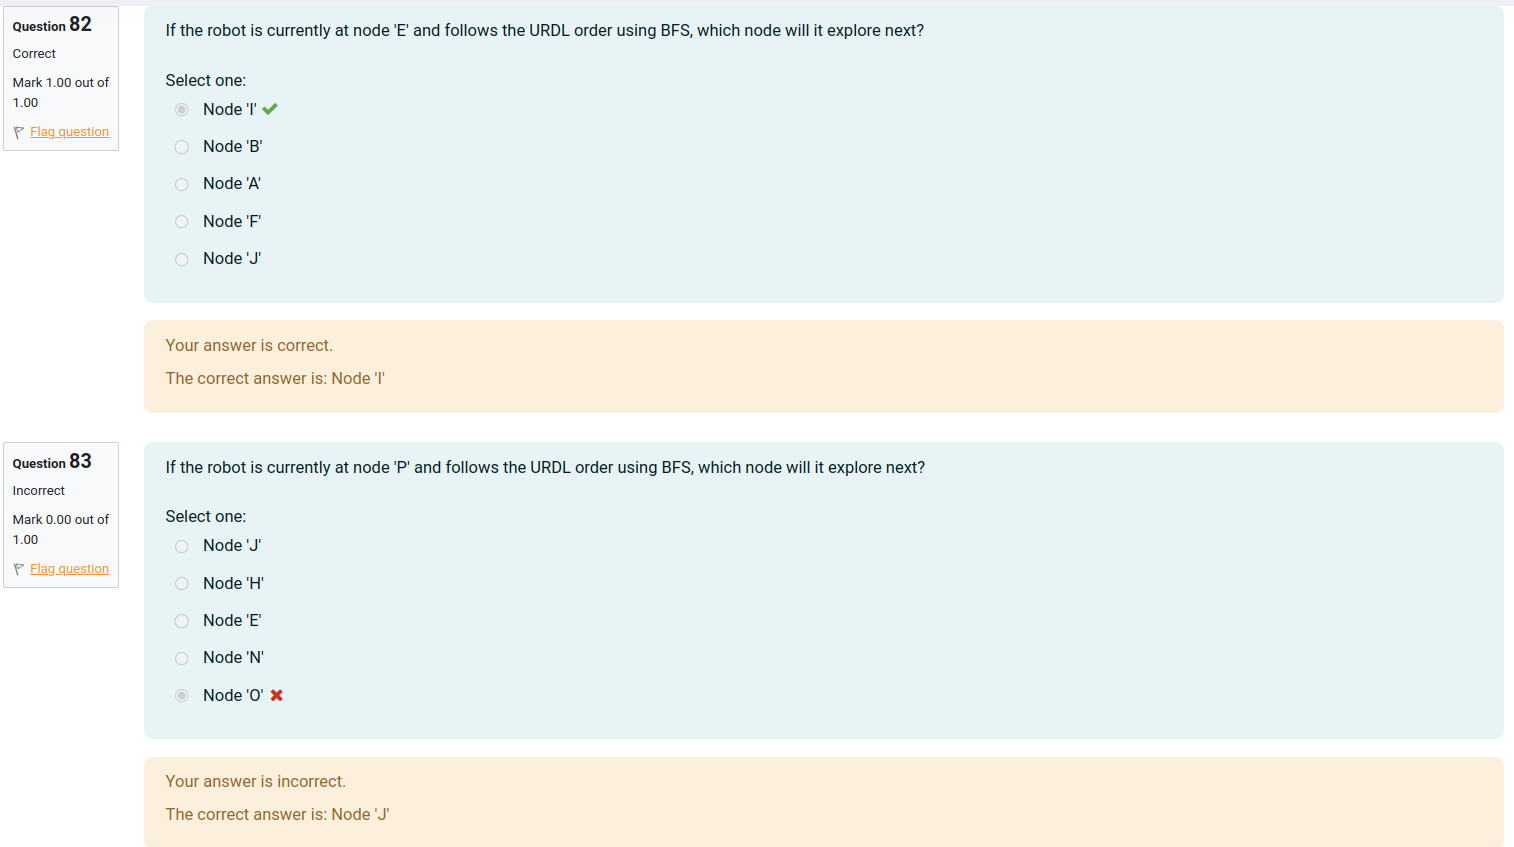 Question 82
Correct
Mark 1.00 out of
1.00
Flag question
If the robot is currently at node 'E' and follows the URDL order using BFS, which node will it explore next?
Select one:
Node 'I'
Node 'B'
Node 'A'
Node 'F'
Node 'J'
Your answer is correct.
The correct answer is: Node 'I'
Question 83
Incorrect
Mark 0.00 out of
1.00
Flag question
If the robot is currently at node 'P' and follows the URDL order using BFS, which node will it explore next?
Select one:
Node 'J'
Node 'H'
Node 'E'
Node 'N'
Node 'O'
Your answer is incorrect.
The correct answer is: Node 'J'